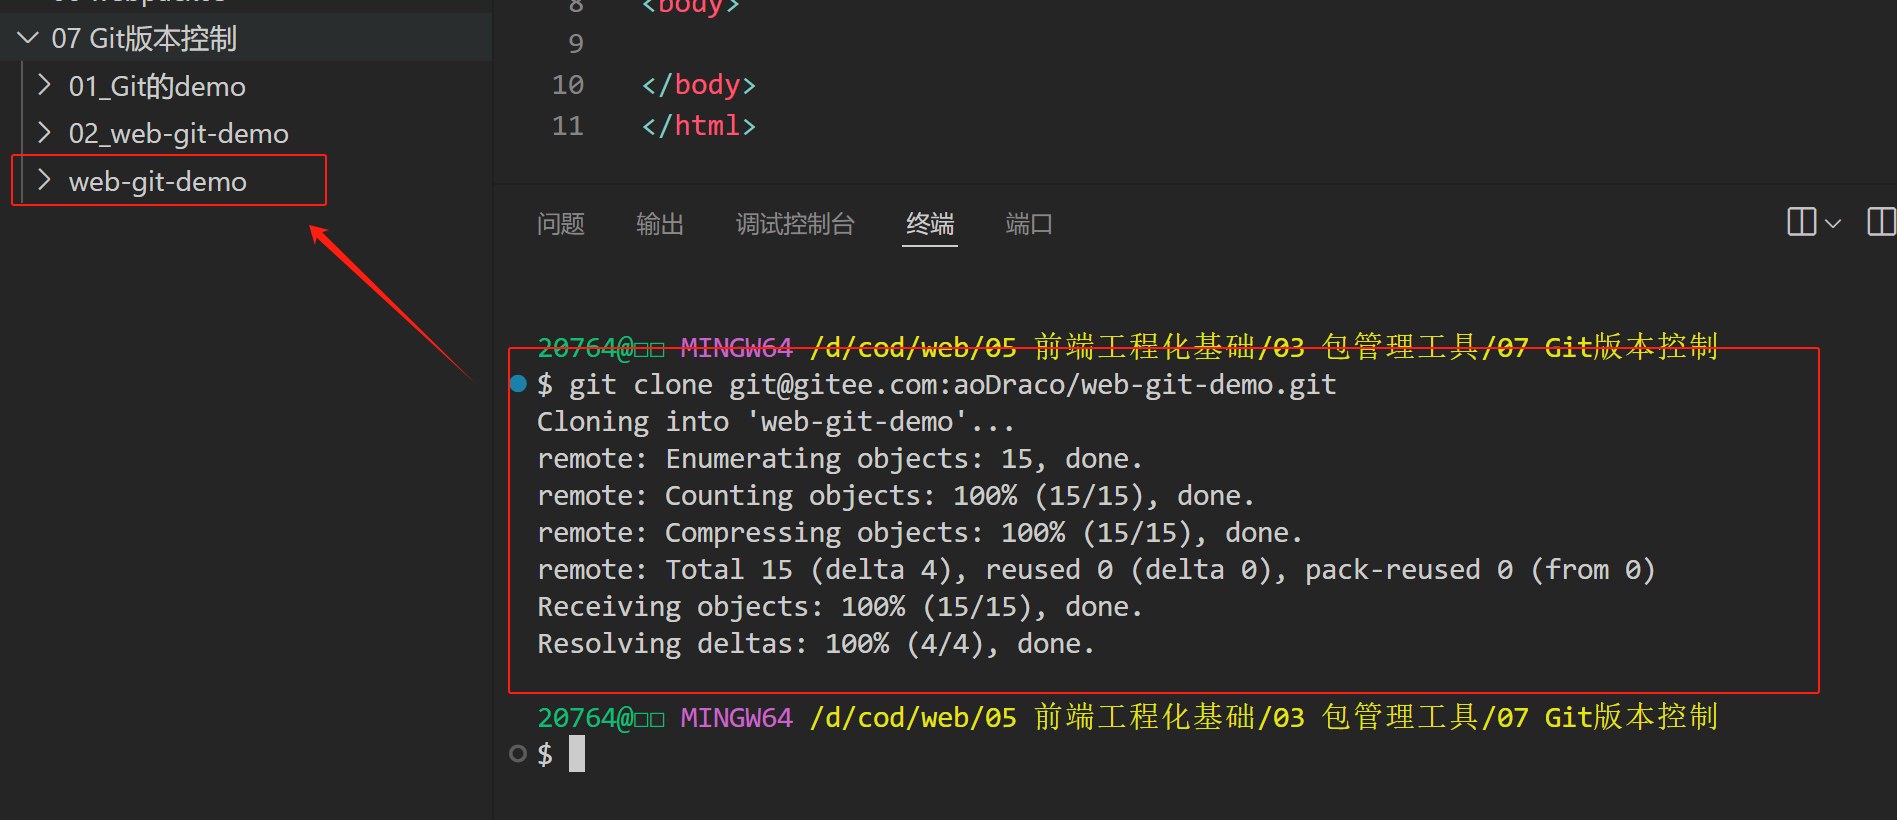 07 Git版本控制
01_Git的demo
02_web-git-demo
web-git-demo
8 <body>
9
10 </body>
11 </html>
问题 输出 调试控制台 终端 端口
20764@□□ MINGW64 /d/cod/web/05 前端工程化基础/03 包管理工具/07 Git版本控制
$ git clone git@gitee.com:aoDraco/web-git-demo.git
Cloning into 'web-git-demo'...
remote: Enumerating objects: 15, done.
remote: Counting objects: 100% (15/15), done.
remote: Compressing objects: 100% (15/15), done.
remote: Total 15 (delta 4), reused 0 (delta 0), pack-reused 0 (from 0)
Receiving objects: 100% (15/15), done.
Resolving deltas: 100% (4/4), done.
20764@□□ MINGW64 /d/cod/web/05 前端工程化基础/03 包管理工具/07 Git版本控制
$